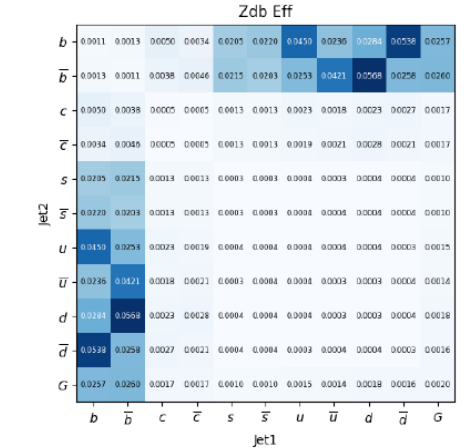 Zdb Eff
b 0.0011 0.0013 0.0050 0.0034 0.0205 0.0220 0.0450 0.0236 0.0284 0.0538 0.0257
b̅ 0.0013 0.0011 0.0038 0.0046 0.0215 0.0203 0.0253 0.0421 0.0568 0.0258 0.0260
c 0.0050 0.0038 0.0005 0.0005 0.0013 0.0013 0.0023 0.0018 0.0023 0.0027 0.0017
c̅ 0.0034 0.0046 0.0005 0.0005 0.0013 0.0013 0.0019 0.0021 0.0028 0.0021 0.0017
s 0.0205 0.0215 0.0013 0.0013 0.0003 0.0003 0.0004 0.0003 0.0004 0.0004 0.0010
s̅ 0.0220 0.0203 0.0013 0.0013 0.0003 0.0003 0.0004 0.0004 0.0004 0.0004 0.0010
u 0.0450 0.0253 0.0023 0.0019 0.0004 0.0004 0.0004 0.0004 0.0004 0.0003 0.0015
u̅ 0.0236 0.0421 0.0018 0.0021 0.0003 0.0004 0.0004 0.0003 0.0003 0.0004 0.0014
d 0.0284 0.0568 0.0023 0.0028 0.0004 0.0004 0.0004 0.0003 0.0003 0.0004 0.0018
d̅ 0.0538 0.0258 0.0027 0.0021 0.0004 0.0004 0.0003 0.0004 0.0004 0.0003 0.0016
G 0.0257 0.0260 0.0017 0.0017 0.0010 0.0010 0.0015 0.0014 0.0018 0.0016 0.0020
b b̅ c c̅ s s̅ u u̅ d d̅ G
Jet2
Jet1